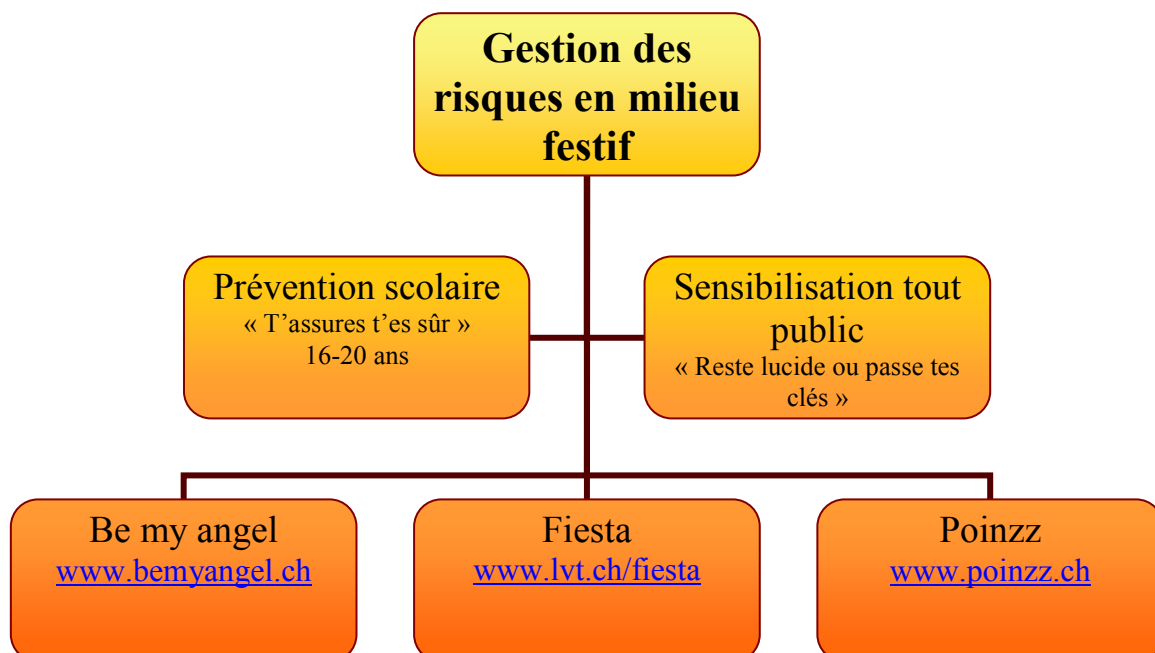 Gestion des
risques en milieu
festif
Prévention scolaire
« T’assures t’es sûr »
16-20 ans
Sensibilisation tout
public
« Reste lucide ou passe tes
clés »
Be my angel
www.bemyangel.ch
Fiesta
www.lvt.ch/fiesta
Poinzz
www.poinzz.ch